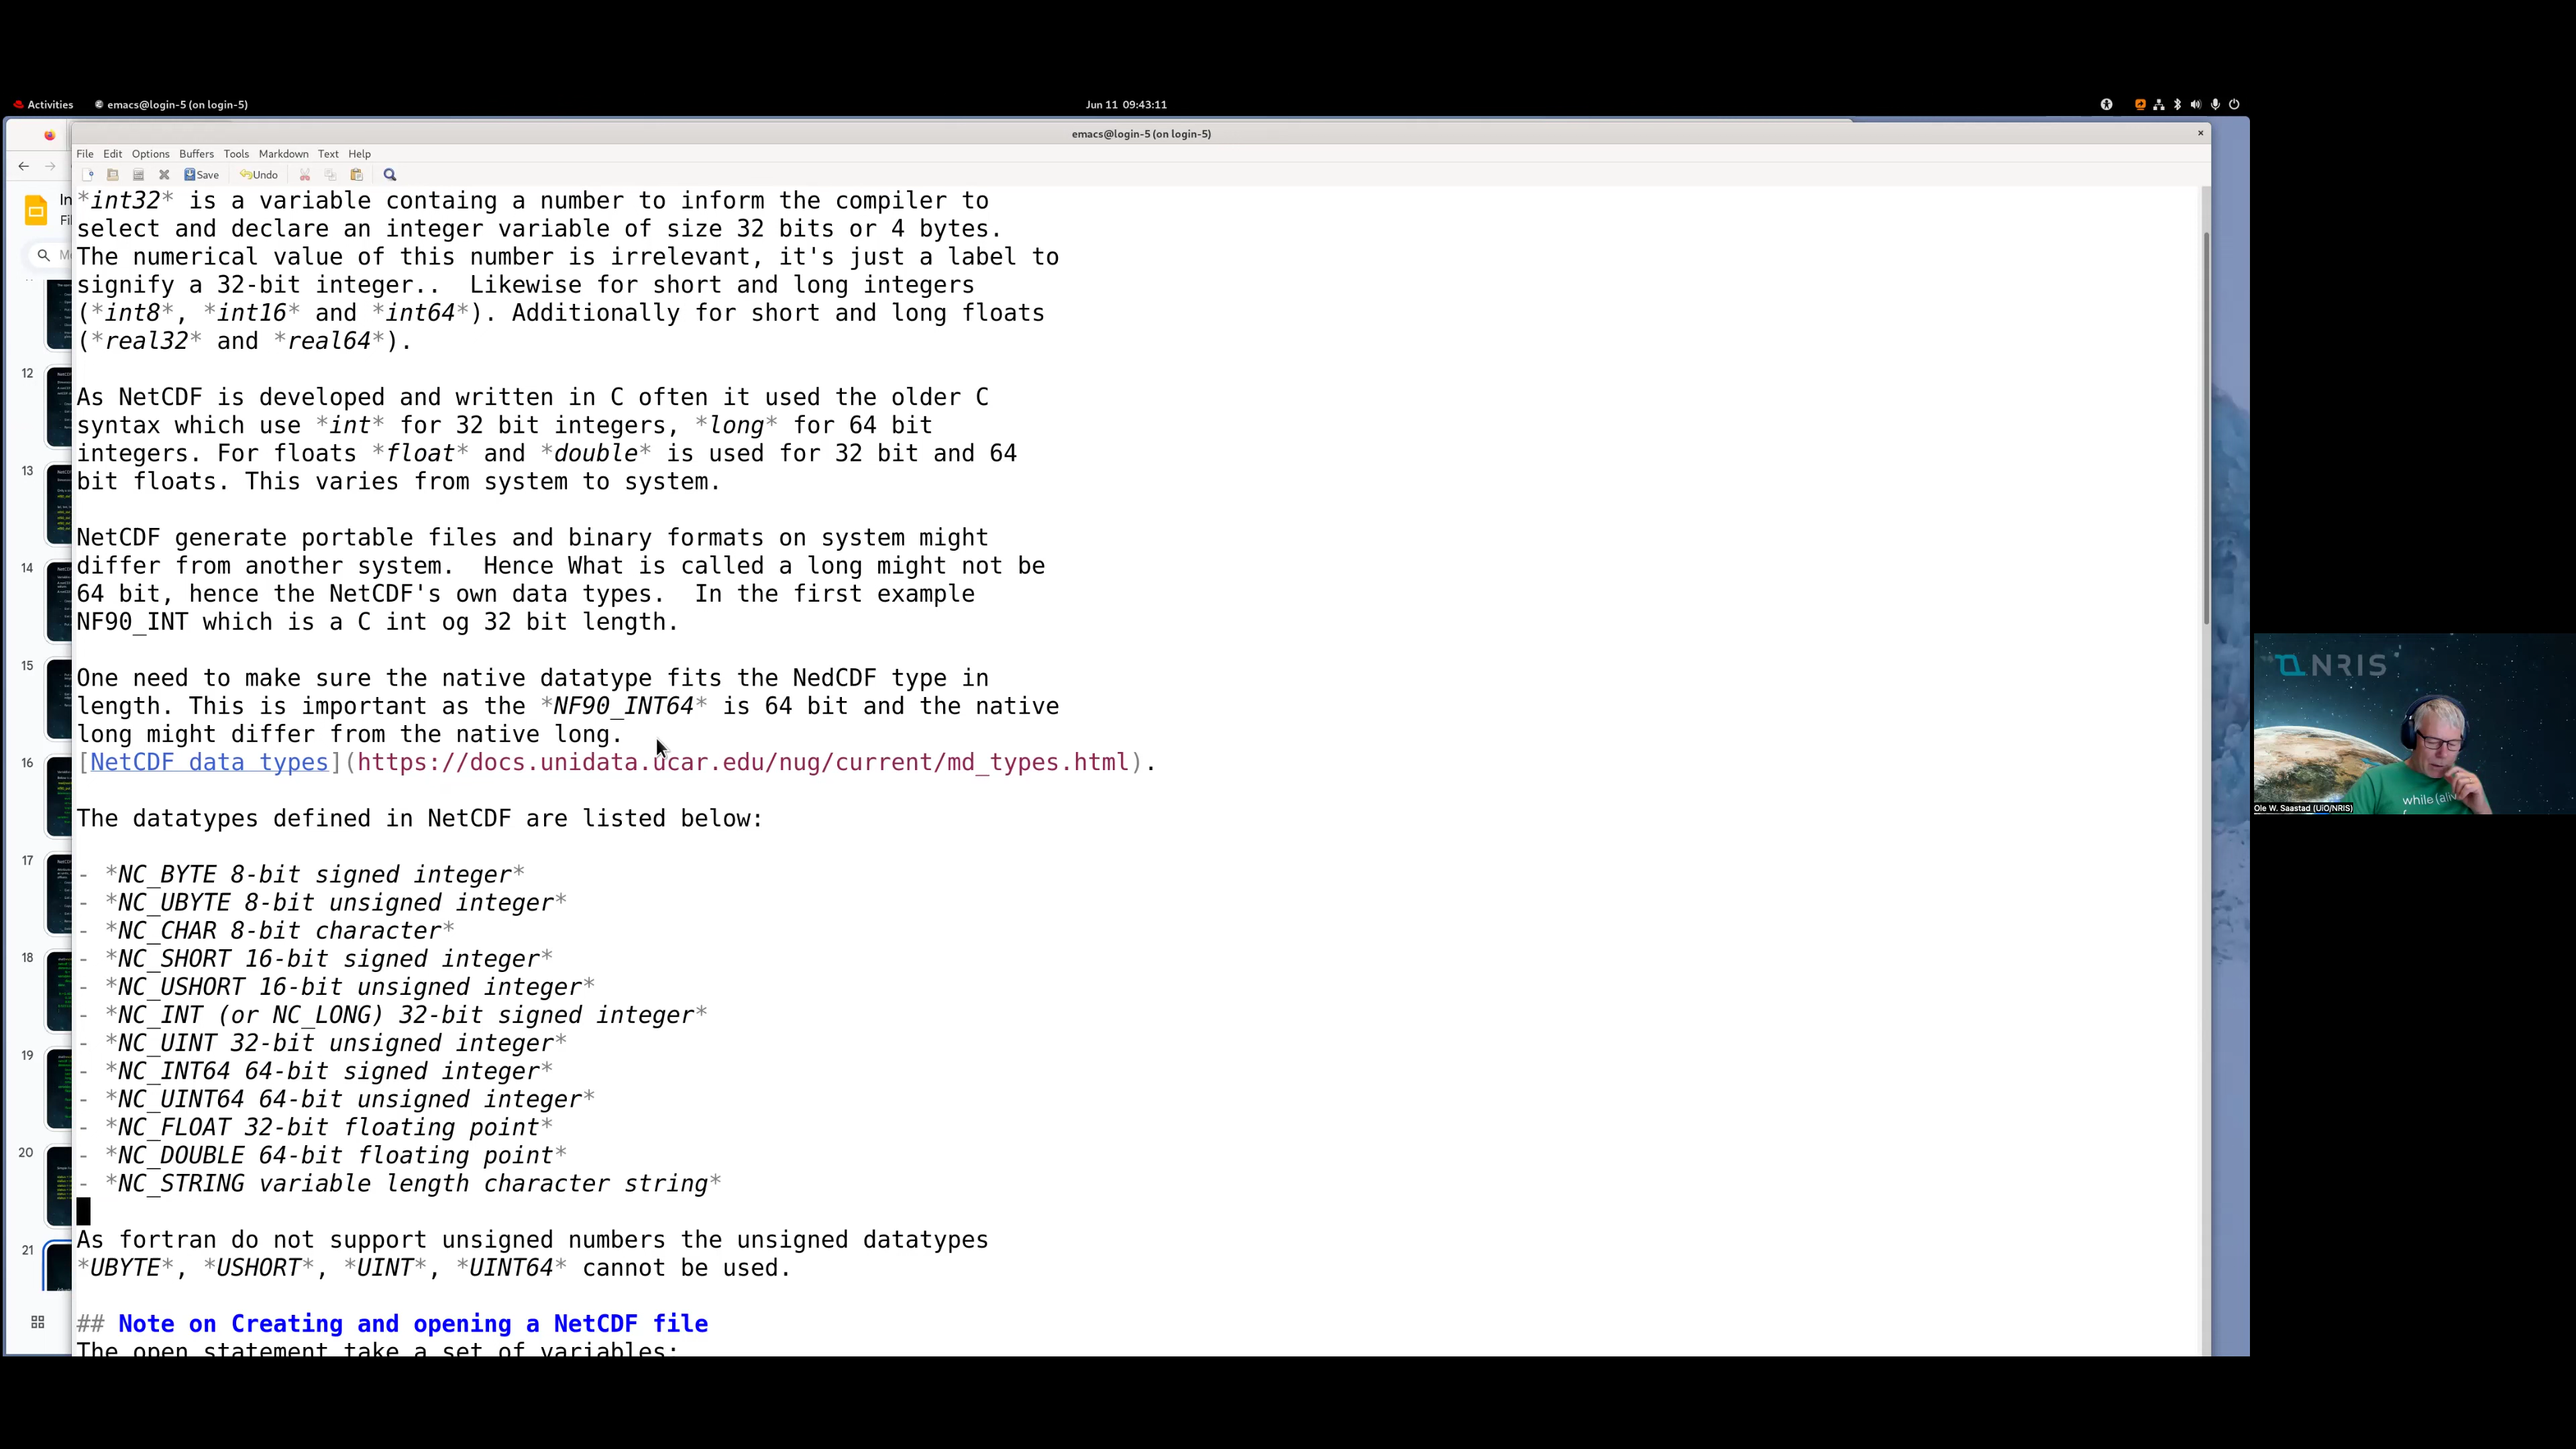 Activities
emacs@login-5 (on login-5)
Jun 11 09:43:11
emacs@login-5 (on login-5)
File Edit Options Buffers Tools Markdown Text Help
Save Undo
*int32* is a variable containg a number to inform the compiler to
select and declare an integer variable of size 32 bits or 4 bytes.
The numerical value of this number is irrelevant, it's just a label to
signify a 32-bit integer..  Likewise for short and long integers
(*int8*, *int16* and *int64*). Additionally for short and long floats
(*real32* and *real64*).
As NetCDF is developed and written in C often it used the older C
syntax which use *int* for 32 bit integers, *long* for 64 bit
integers. For floats *float* and *double* is used for 32 bit and 64
bit floats. This varies from system to system.
NetCDF generate portable files and binary formats on system might
differ from another system.  Hence What is called a long might not be
64 bit, hence the NetCDF's own data types.  In the first example
NF90_INT which is a C int og 32 bit length.
One need to make sure the native datatype fits the NedCDF type in
length. This is important as the *NF90_INT64* is 64 bit and the native
long might differ from the native long.
[NetCDF data types](https://docs.unidata.ucar.edu/nug/current/md_types.html).
The datatypes defined in NetCDF are listed below:
- *NC_BYTE 8-bit signed integer*
- *NC_UBYTE 8-bit unsigned integer*
- *NC_CHAR 8-bit character*
- *NC_SHORT 16-bit signed integer*
- *NC_USHORT 16-bit unsigned integer*
- *NC_INT (or NC_LONG) 32-bit signed integer*
- *NC_UINT 32-bit unsigned integer*
- *NC_INT64 64-bit signed integer*
- *NC_UINT64 64-bit unsigned integer*
- *NC_FLOAT 32-bit floating point*
- *NC_DOUBLE 64-bit floating point*
- *NC_STRING variable length character string*
As fortran do not support unsigned numbers the unsigned datatypes
*UBYTE*, *USHORT*, *UINT*, *UINT64* cannot be used.
## Note on Creating and opening a NetCDF file
The open statement take a set of variables:
12
13
14
15
16
17
18
19
20
21
NRIS
while (aliv
Ole W. Saastad (UiO/NRIS)